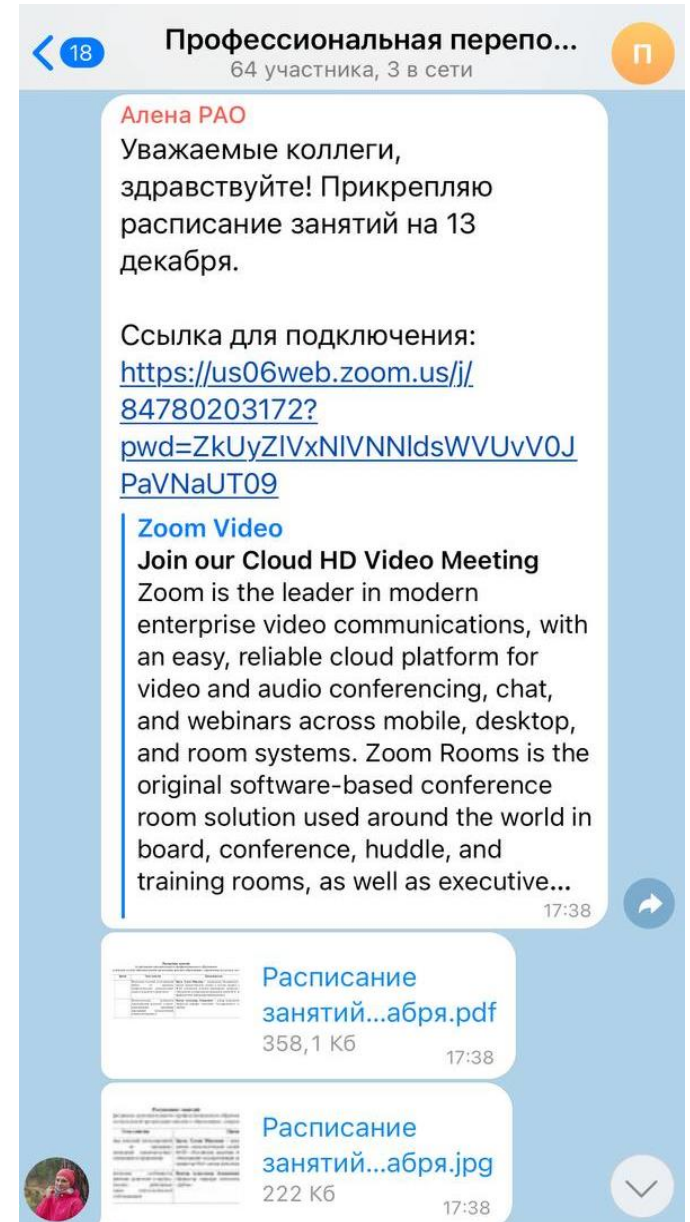 18
Профессиональная перепо...
64 участника, 3 в сети
П
Алена РАО
Уважаемые коллеги,
здравствуйте! Прикрепляю
расписание занятий на 13
декабря.
Ссылка для подключения:
https://us06web.zoom.us/j/
84780203172?
pwd=ZkUyZlVxNlVNNldsWVUvV0J
PaVNaUT09
Zoom Video
Join our Cloud HD Video Meeting
Zoom is the leader in modern
enterprise video communications, with
an easy, reliable cloud platform for
video and audio conferencing, chat,
and webinars across mobile, desktop,
and room systems. Zoom Rooms is the
original software-based conference
room solution used around the world in
board, conference, huddle, and
training rooms, as well as executive...
17:38
Расписание
занятий...абря.pdf
358,1 Кб
17:38
Расписание
занятий...абря.jpg
222 Кб
17:38